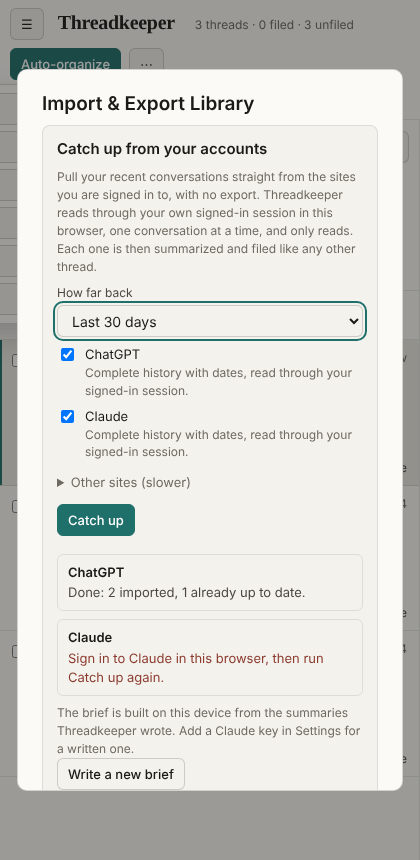 ☰ Threadkeeper 3 threads · 0 filed · 3 unfiled
Auto-organize ...
Import & Export Library
Catch up from your accounts
Pull your recent conversations straight from the sites
you are signed in to, with no export. Threadkeeper
reads through your own signed-in session in this
browser, one conversation at a time, and only reads.
Each one is then summarized and filed like any other
thread.
How far back
Last 30 days
ChatGPT
Complete history with dates, read through your
signed-in session.
Claude
Complete history with dates, read through your
signed-in session.
▶ Other sites (slower)
Catch up
ChatGPT
Done: 2 imported, 1 already up to date.
Claude
Sign in to Claude in this browser, then run
Catch up again.
The brief is built on this device from the summaries
Threadkeeper wrote. Add a Claude key in Settings for
a written one.
Write a new brief